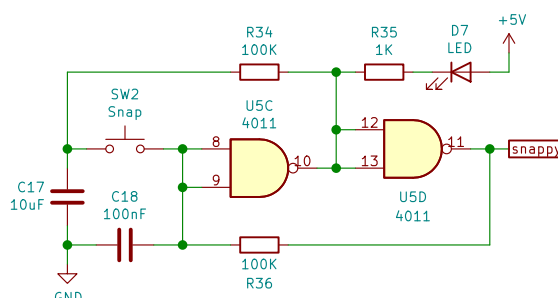 R34
100K
R35
1K
D7
LED
+5V
SW2
Snap
U5C
4011
8
9
10
12
13
11
snappy
U5D
4011
C17
10uF
C18
100nF
100K
R36
GND